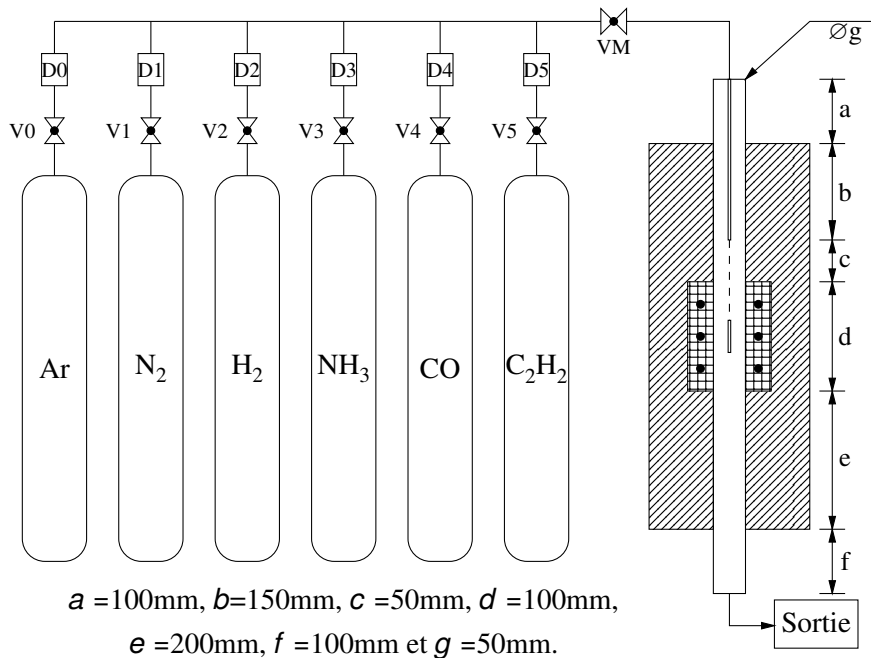 ⌀g
VM
D0 D1 D2 D3 D4 D5
a
V0 V1 V2 V3 V4 V5
b
c
d
Ar N₂ H₂ NH₃ CO C₂H₂
e
f
a =100mm, b=150mm, c =50mm, d =100mm,
Sortie
e =200mm, f =100mm et g =50mm.